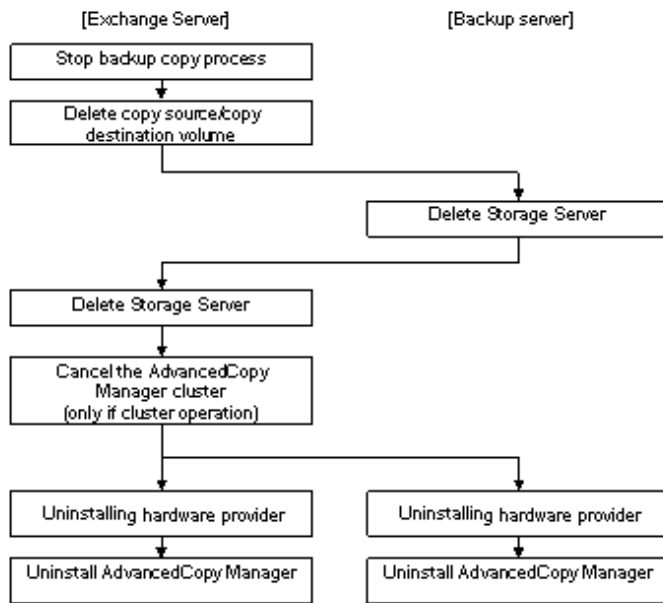 [Exchange Server]
[Backup server]
Stop backup copy process
Delete copy source/copy
destination volume
Delete Storage Server
Delete Storage Server
Cancel the AdvancedCopy
Manager cluster
(only if cluster operation)
Uninstalling hardware provider
Uninstalling hardware provider
Uninstall AdvancedCopy Manager
Uninstall AdvancedCopy Manager